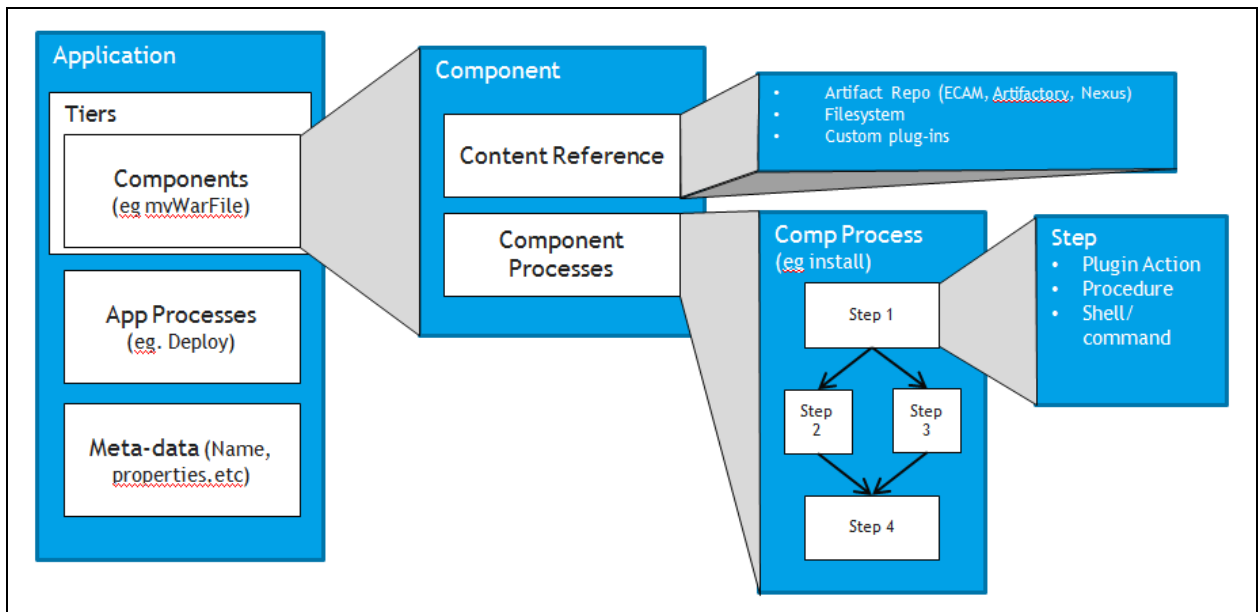 Application
Tiers
Components
(eg mvWarFile)
App Processes
(eg. Deploy)
Meta-data (Name,
properties.etc)
Component
Content Reference
Component
Processes
• Artifact Repo (ECAM, Artifactory, Nexus)
• Filesystem
• Custom plug-ins
Comp Process
(eg install)
Step 1
Step
2
Step
3
Step 4
Step
• Plugin Action
• Procedure
• Shell/
command